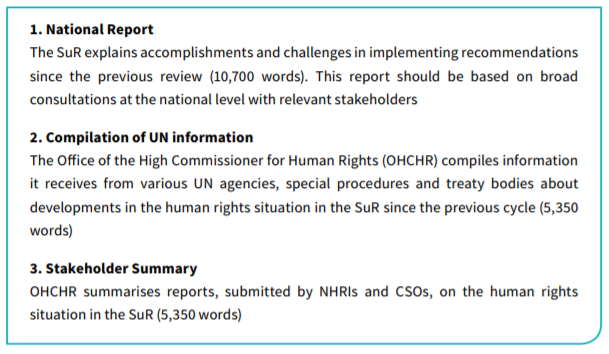 1. National Report
The SuR explains accomplishments and challenges in implementing recommendations
since the previous review (10,700 words). This report should be based on broad
consultations at the national level with relevant stakeholders
2. Compilation of UN information
The Office of the High Commissioner for Human Rights (OHCHR) compiles information
it receives from various UN agencies, special procedures and treaty bodies about
developments in the human rights situation in the SuR since the previous cycle (5,350
words)
3. Stakeholder Summary
OHCHR summarises reports, submitted by NHRIs and CSOs, on the human rights
situation in the SuR (5,350 words)